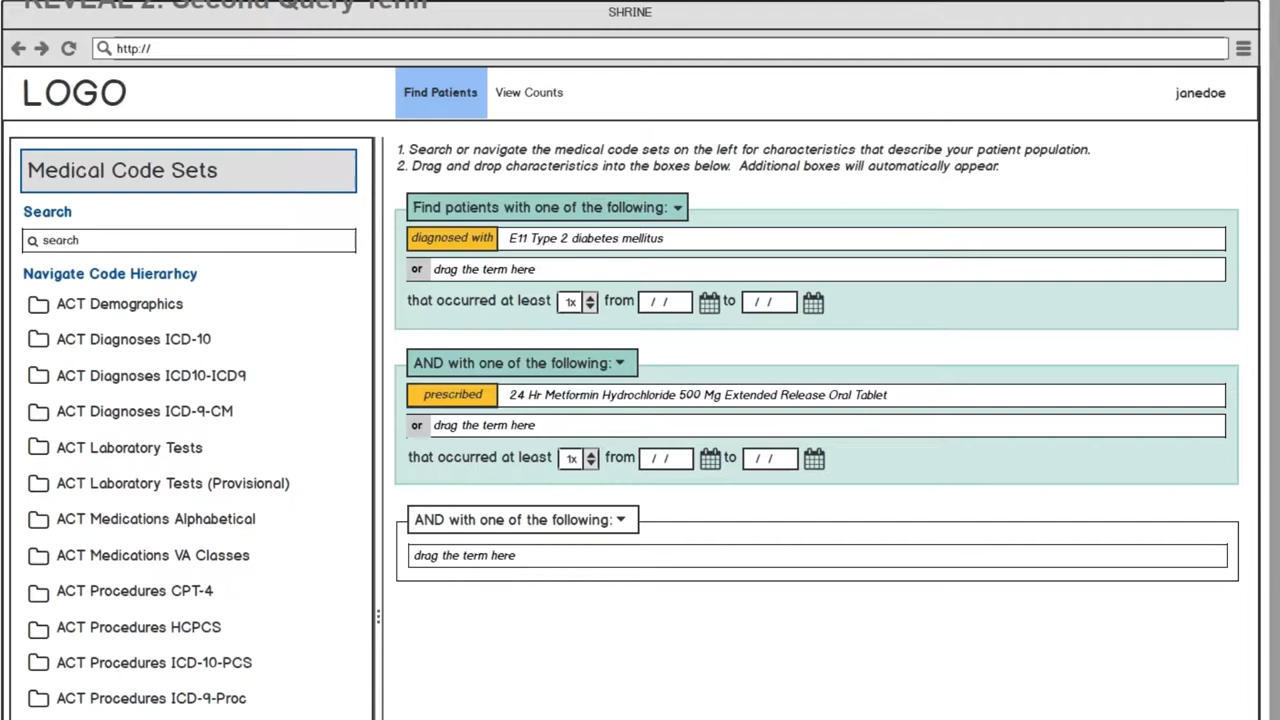 REVEAL 2: Second Query Term
SHRINE
http://
LOGO
Find Patients
View Counts
janedoe
Medical Code Sets
Search
search
Navigate Code Hierarhcy
ACT Demographics
ACT Diagnoses ICD-10
ACT Diagnoses ICD10-ICD9
ACT Diagnoses ICD-9-CM
ACT Laboratory Tests
ACT Laboratory Tests (Provisional)
ACT Medications Alphabetical
ACT Medications VA Classes
ACT Procedures CPT-4
ACT Procedures HCPCS
ACT Procedures ICD-10-PCS
ACT Procedures ICD-9-Proc
1. Search or navigate the medical code sets on the left for characteristics that describe your patient population.
2. Drag and drop characteristics into the boxes below. Additional boxes will automatically appear.
Find patients with one of the following:
diagnosed with E11 Type 2 diabetes mellitus
or drag the term here
that occurred at least 1x from / / to / /
AND with one of the following:
prescribed 24 Hr Metformin Hydrochloride 500 Mg Extended Release Oral Tablet
or drag the term here
that occurred at least 1x from / / to / /
AND with one of the following:
drag the term here